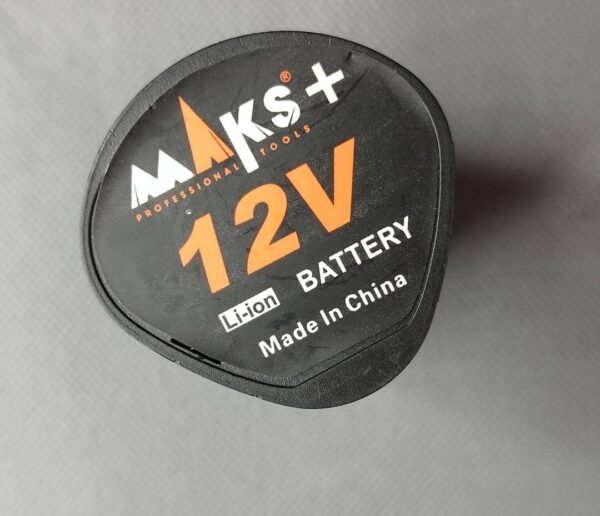 MAKS®+
PROFESSIONAL TOOLS
12V
Li-ion BATTERY
Made In China